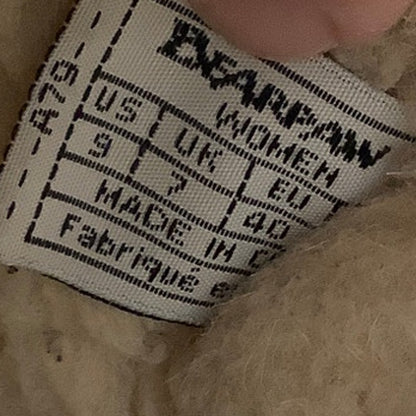 BEARPAW
WOMEN
US UK EU
9 7 40
MADE IN
Fabriqué
A79